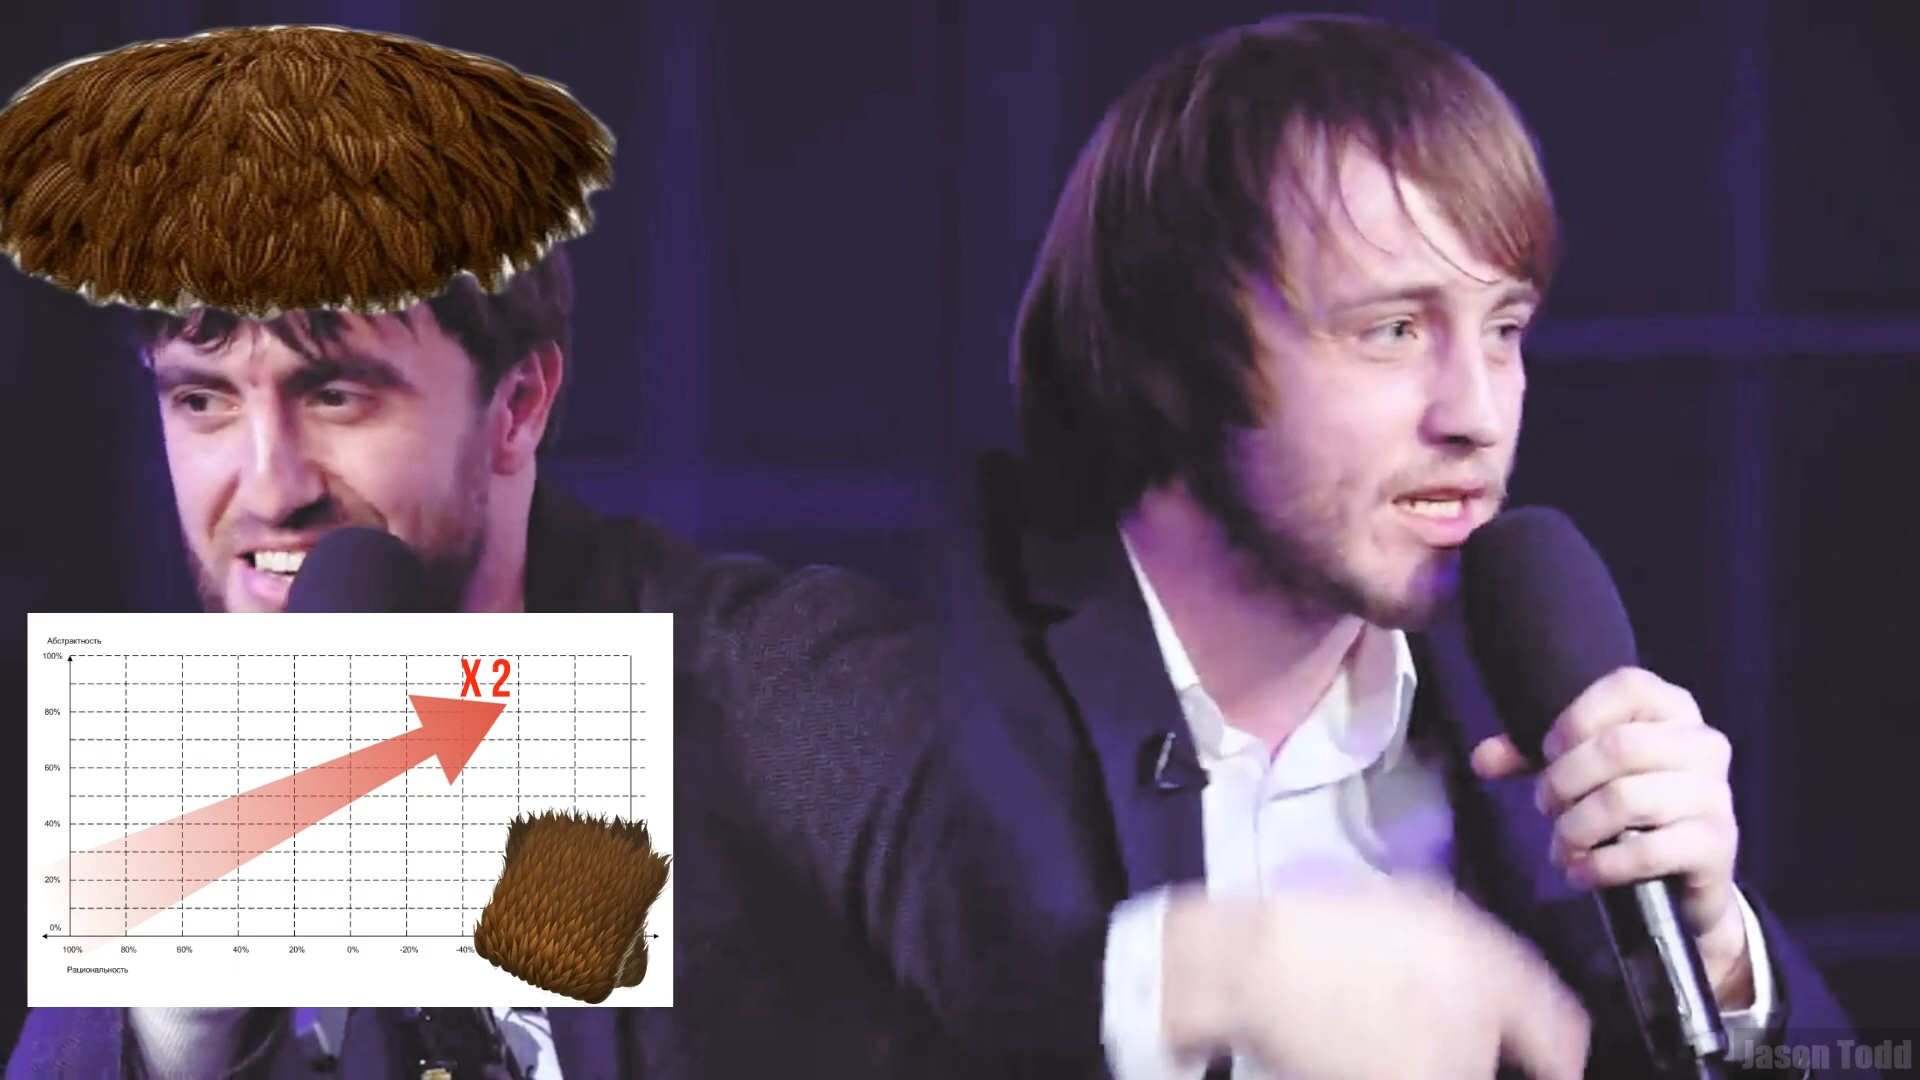 Абстрактность
100%
X 2
80%
60%
40%
20%
0%
100% 80% 60% 40% 20% 0% -20% -40%
Рациональность
Jason Todd